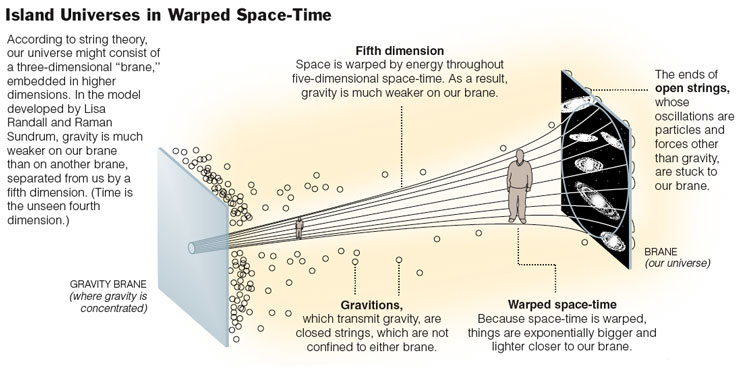 Island Universes in Warped Space-Time
According to string theory,
our universe might consist of
a three-dimensional “brane,”
embedded in higher
dimensions. In the model
developed by Lisa
Randall and Raman
Sundrum, gravity is much
weaker on our brane
than on another brane,
separated from us by a
fifth dimension. (Time is
the unseen fourth
dimension.)
Fifth dimension
Space is warped by energy throughout
five-dimensional space-time. As a result,
gravity is much weaker on our brane.
The ends of
open strings,
whose
oscillations are
particles and
forces other
than gravity,
are stuck to
our brane.
BRANE
(our universe)
GRAVITY BRANE
(where gravity is
concentrated)
Gravitions,
which transmit gravity, are
closed strings, which are not
confined to either brane.
Warped space-time
Because space-time is warped,
things are exponentially bigger and
lighter closer to our brane.